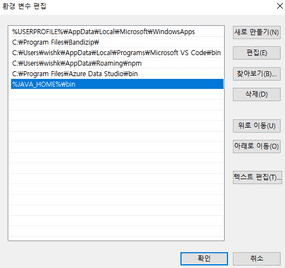 환경 변수 편집
%USERPROFILE%₩AppData₩Local₩Microsoft₩WindowsApps
C:₩Program Files₩Bandizip₩
C:₩Users₩wishk₩AppData₩Local₩Programs₩Microsoft VS Code₩bin
C:₩Users₩wishk₩AppData₩Roaming₩npm
C:₩Program Files₩Azure Data Studio₩bin
%JAVA_HOME%₩bin
새로 만들기(N)
편집(E)
찾아보기(B)...
삭제(D)
위로 이동(U)
아래로 이동(O)
텍스트 편집(T)...
확인
취소